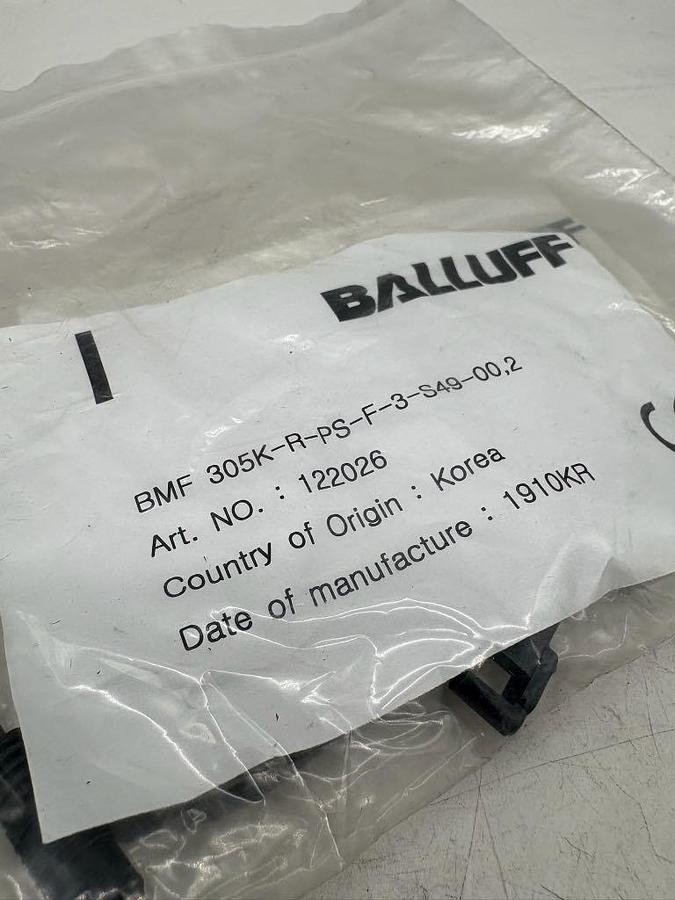 BALLUFF
BMF 305K-R-PS-F-3-S49-00,2
Art. NO. : 122026
Country of Origin : Korea
Date of manufacture : 1910KR